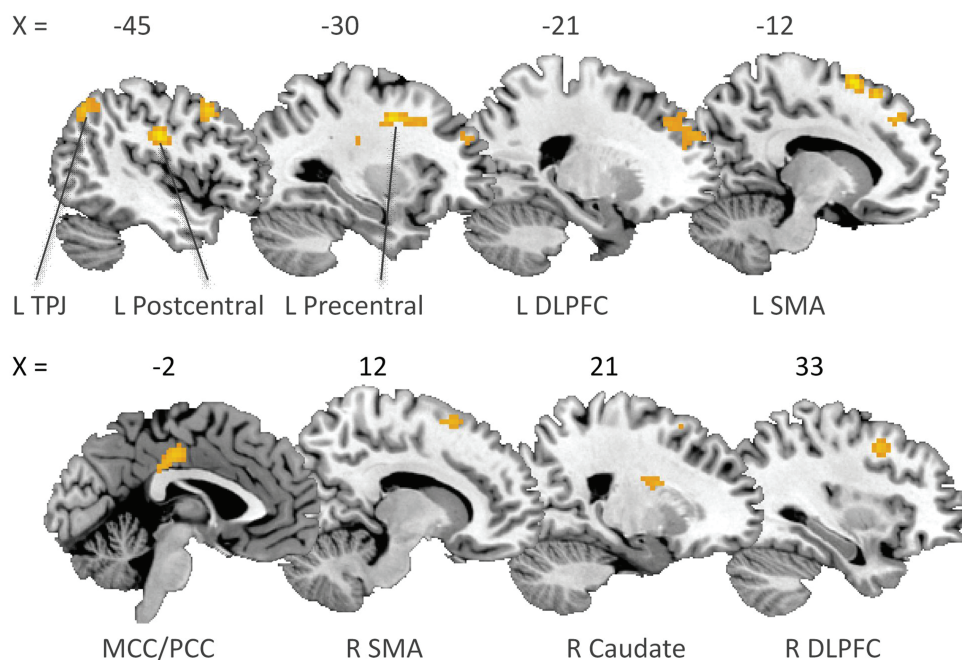 X = -45 -30 -21 -12
L TPJ L Postcentral L Precentral L DLPFC L SMA
X = -2 12 21 33
MCC/PCC R SMA R Caudate R DLPFC